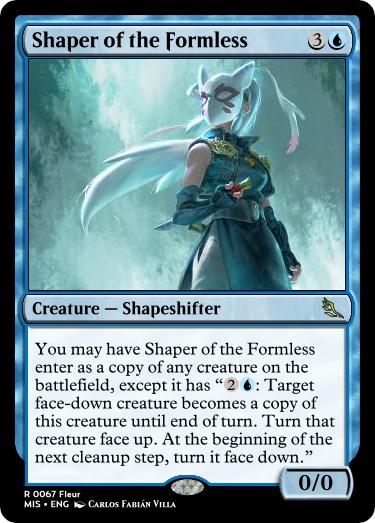 Shaper of the Formless 3
Creature — Shapeshifter
You may have Shaper of the Formless
enter as a copy of any creature on the
battlefield, except it has “2: Target
face-down creature becomes a copy of
this creature until end of turn. Turn that
creature face up. At the beginning of the
next cleanup step, turn it face down.”
0/0
R 0067 Fleur
MIS • ENG Carlos Fabián Villa